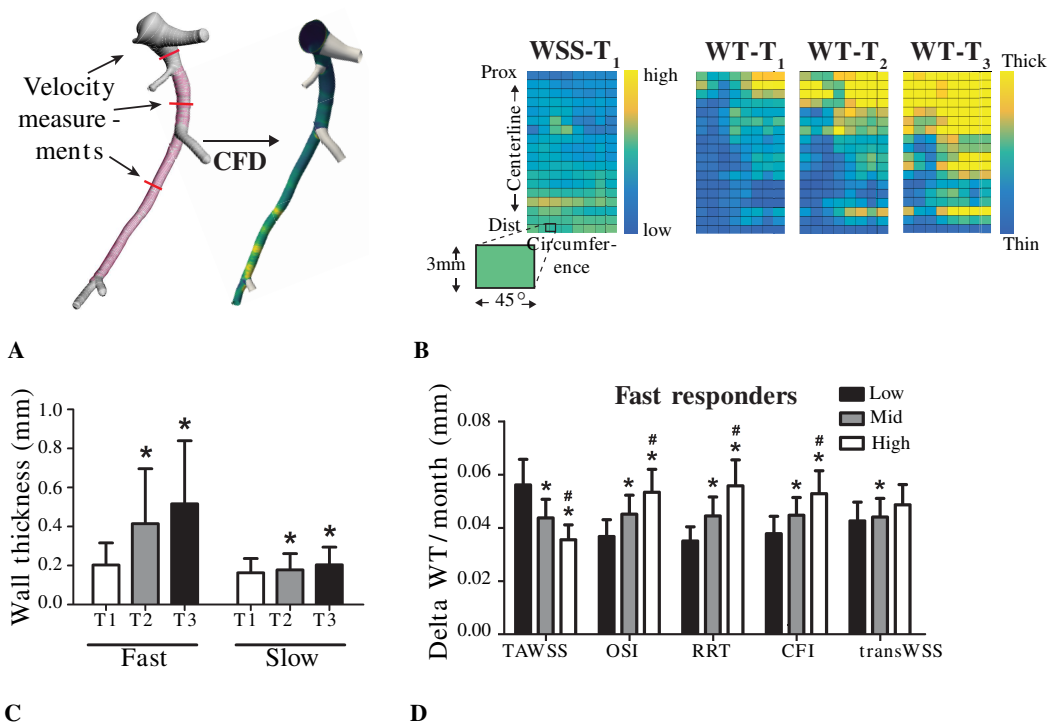 Velocity
measure -
ments
CFD
A
WSS-T1
Prox
Centerline
Dist
Circumfer-
ence
3mm
45°
high
low
WT-T1
WT-T2
WT-T3
Thick
Thin
B
Wall thickness (mm)
1.0
0.8
0.6
0.4
0.2
0.0
*
*
*
*
T1
T2
T3
T1
T2
T3
Fast
Slow
C
Fast responders
Low
Mid
High
Delta WT/ month (mm)
0.08
0.06
0.04
0.02
0.00
*
#
*
*
#
*
*
#
*
*
#
*
*
TAWSS
OSI
RRT
CFI
transWSS
D